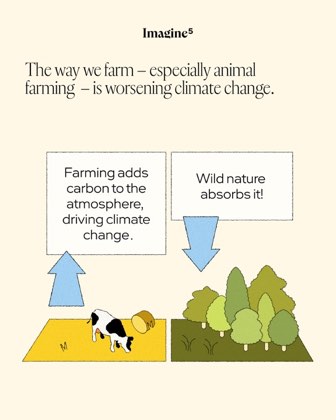 Imagine5
The way we farm – especially animal
farming – is worsening climate change.
Farming adds
carbon to the
atmosphere,
driving climate
change.
Wild nature
absorbs it!